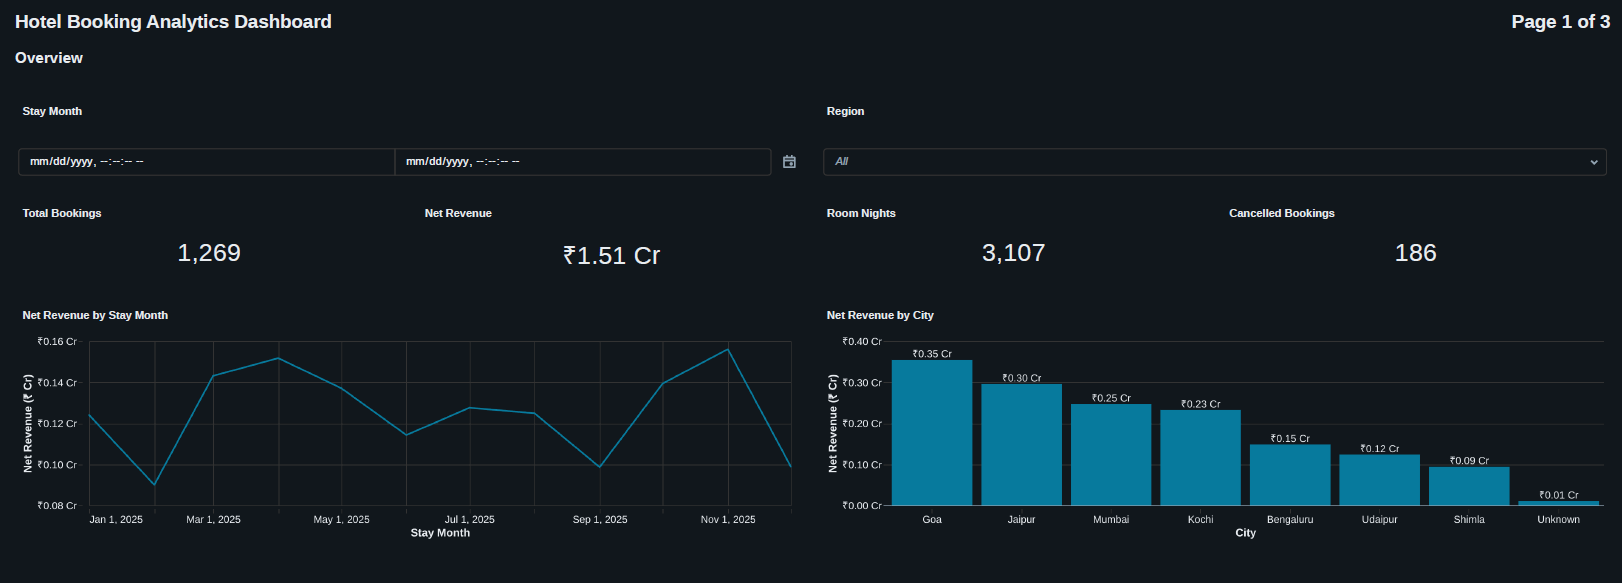 Hotel Booking Analytics Dashboard
Page 1 of 3
Overview
Stay Month
Region
mm/dd/yyyy, --:--:-- --
mm/dd/yyyy, --:--:-- --
All
Total Bookings
Net Revenue
Room Nights
Cancelled Bookings
1,269
₹1.51 Cr
3,107
186
Net Revenue by Stay Month
₹0.16 Cr
₹0.14 Cr
₹0.12 Cr
₹0.10 Cr
₹0.08 Cr
Net Revenue (₹ Cr)
Jan 1, 2025
Mar 1, 2025
May 1, 2025
Jul 1, 2025
Sep 1, 2025
Nov 1, 2025
Stay Month
Net Revenue by City
₹0.40 Cr
₹0.30 Cr
₹0.20 Cr
₹0.10 Cr
₹0.00 Cr
Net Revenue (₹ Cr)
₹0.35 Cr
₹0.30 Cr
₹0.25 Cr
₹0.23 Cr
₹0.15 Cr
₹0.12 Cr
₹0.09 Cr
₹0.01 Cr
Goa
Jaipur
Mumbai
Kochi
Bengaluru
Udaipur
Shimla
Unknown
City